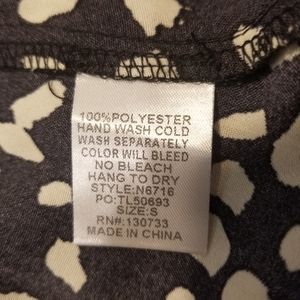 100%POLYESTER
HAND WASH COLD
WASH SEPARATELY
COLOR WILL BLEED
NO BLEACH
HANG TO DRY
STYLE:N6716
PO:TL50693
SIZE:S
RN#:130733
MADE IN CHINA